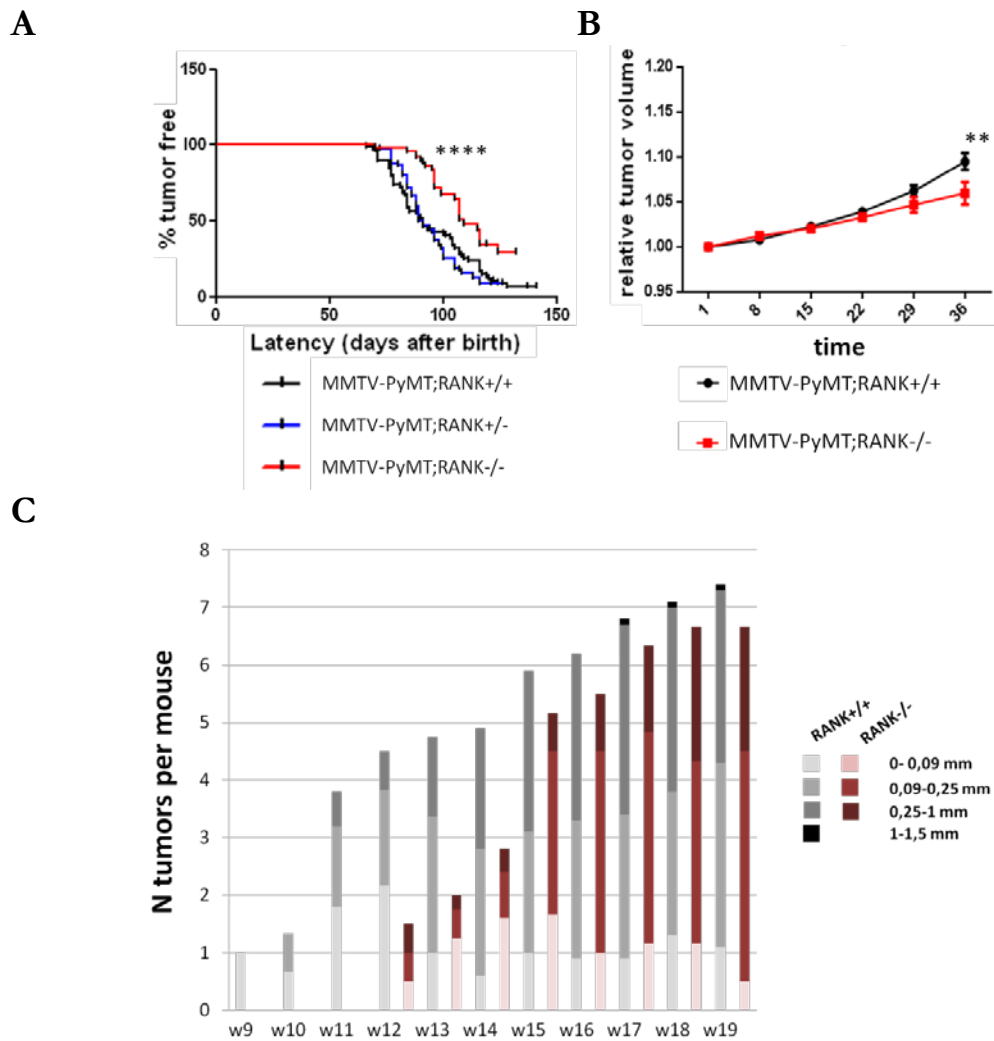 A
B
150
100
50
0
% tumor free
****
0
50
100
150
Latency (days after birth)
MMTV-PyMT;RANK+/+
MMTV-PyMT;RANK+/-
MMTV-PyMT;RANK-/-
1.20
1.15
1.10
1.05
1.00
0.95
relative tumor volume
**
1
8
15
22
29
36
time
MMTV-PyMT;RANK+/+
MMTV-PyMT;RANK-/-
C
8
7
6
5
4
3
2
1
0
N tumors per mouse
w9 w10 w11 w12 w13 w14 w15 w16 w17 w18 w19
RANK+/+
RANK-/-
0- 0,09 mm
0,09-0,25 mm
0,25-1 mm
1-1,5 mm